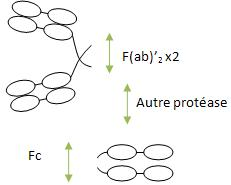 F(ab)'₂ x2
Autre protéase
Fc